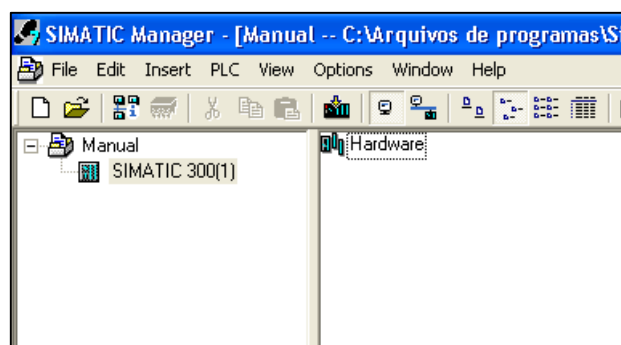 SIMATIC Manager - [Manual -- C:\Arquivos de programas\S
File Edit Insert PLC View Options Window Help
Manual
Hardware
SIMATIC 300(1)